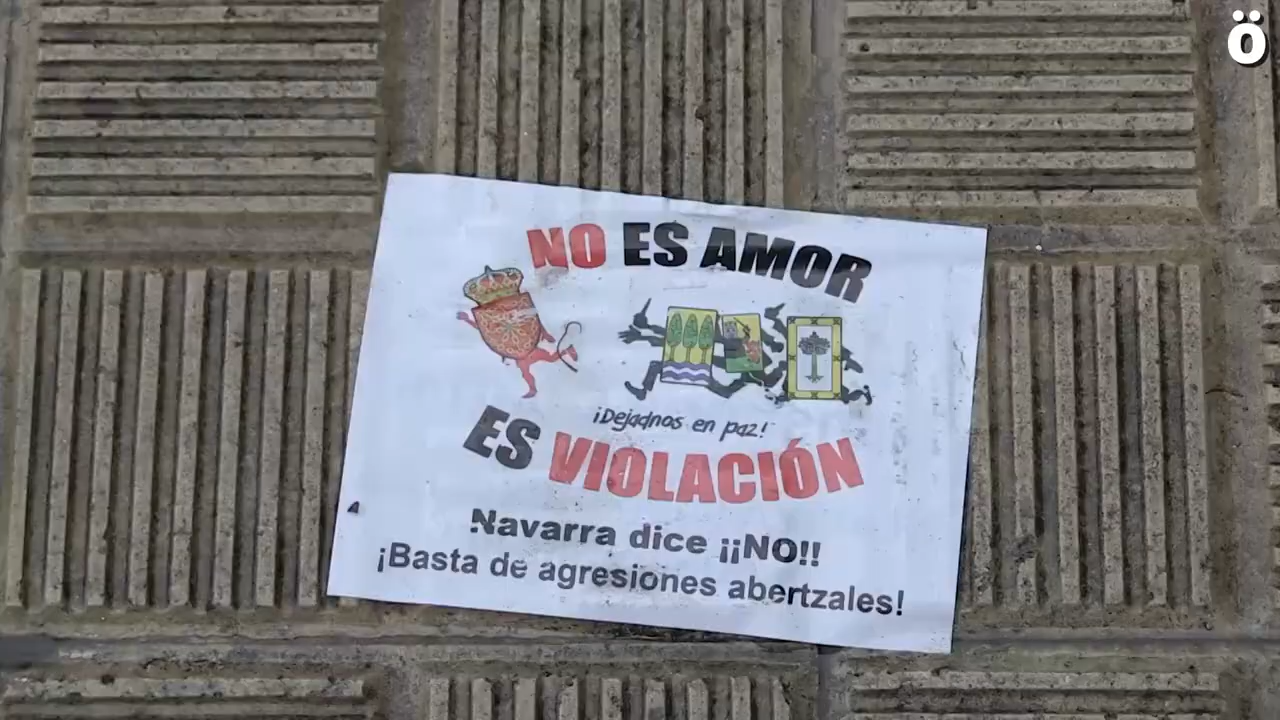 ö
NO ES AMOR
¡Dejadnos en paz!
ES VIOLACIÓN
Navarra dice ¡¡NO!!
¡Basta de agresiones abertzales!